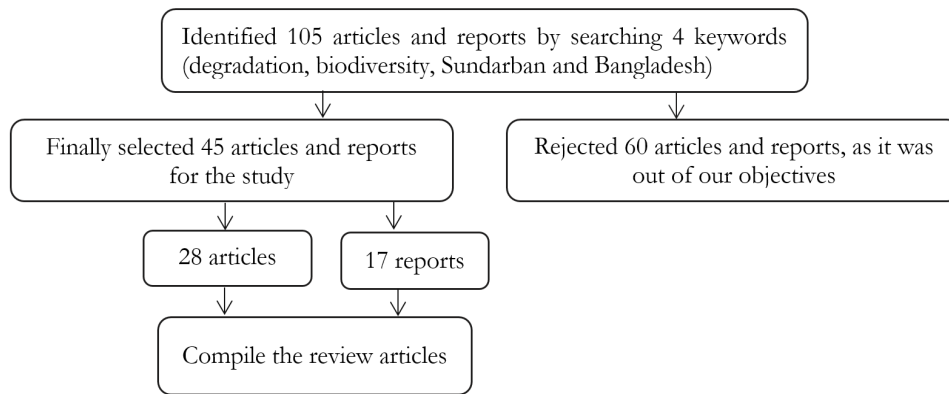 Identified 105 articles and reports by searching 4 keywords
(degradation, biodiversity, Sundarban and Bangladesh)
Finally selected 45 articles and reports
for the study
Rejected 60 articles and reports, as it was
out of our objectives
28 articles
17 reports
Compile the review articles